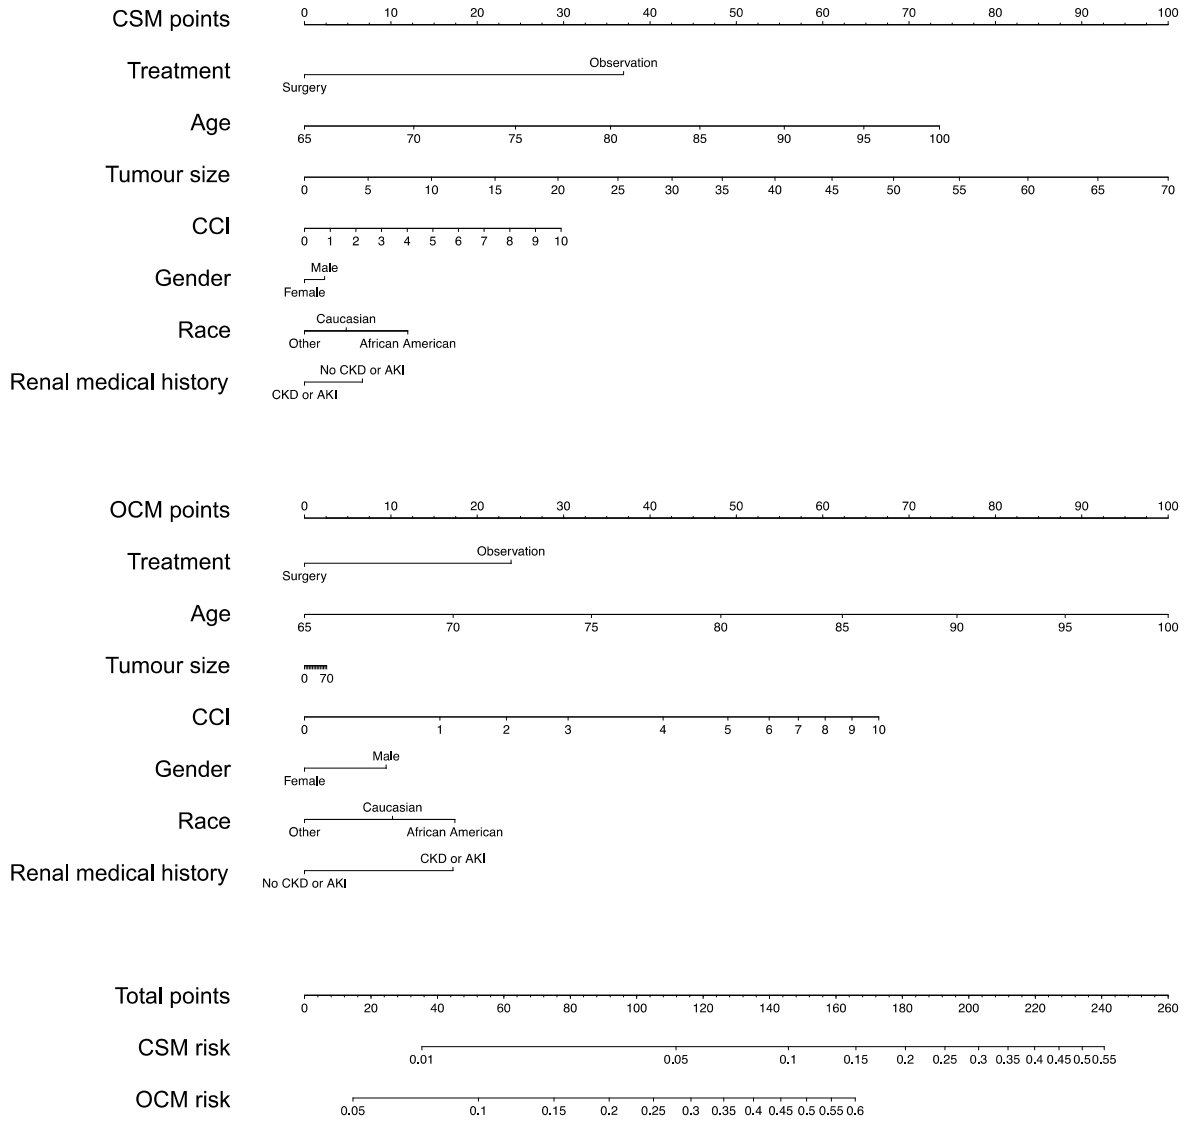 CSM points 0 10 20 30 40 50 60 70 80 90 100
Treatment Observation
Surgery
Age
65 70 75 80 85 90 95 100
Tumour size
0 5 10 15 20 25 30 35 40 45 50 55 60 65 70
CCI
0 1 2 3 4 5 6 7 8 9 10
Gender Male
Female
Race Caucasian
Other African American
Renal medical history No CKD or AKI
CKD or AKI
OCM points 0 10 20 30 40 50 60 70 80 90 100
Treatment Observation
Surgery
Age
65 70 75 80 85 90 95 100
Tumour size
0 70
CCI
0 1 2 3 4 5 6 7 8 9 10
Gender Male
Female
Race Caucasian
Other African American
Renal medical history CKD or AKI
No CKD or AKI
Total points
0 20 40 60 80 100 120 140 160 180 200 220 240 260
CSM risk
0.01 0.05 0.1 0.15 0.2 0.25 0.3 0.35 0.4 0.45 0.5 0.55
OCM risk
0.05 0.1 0.15 0.2 0.25 0.3 0.35 0.4 0.45 0.5 0.55 0.6